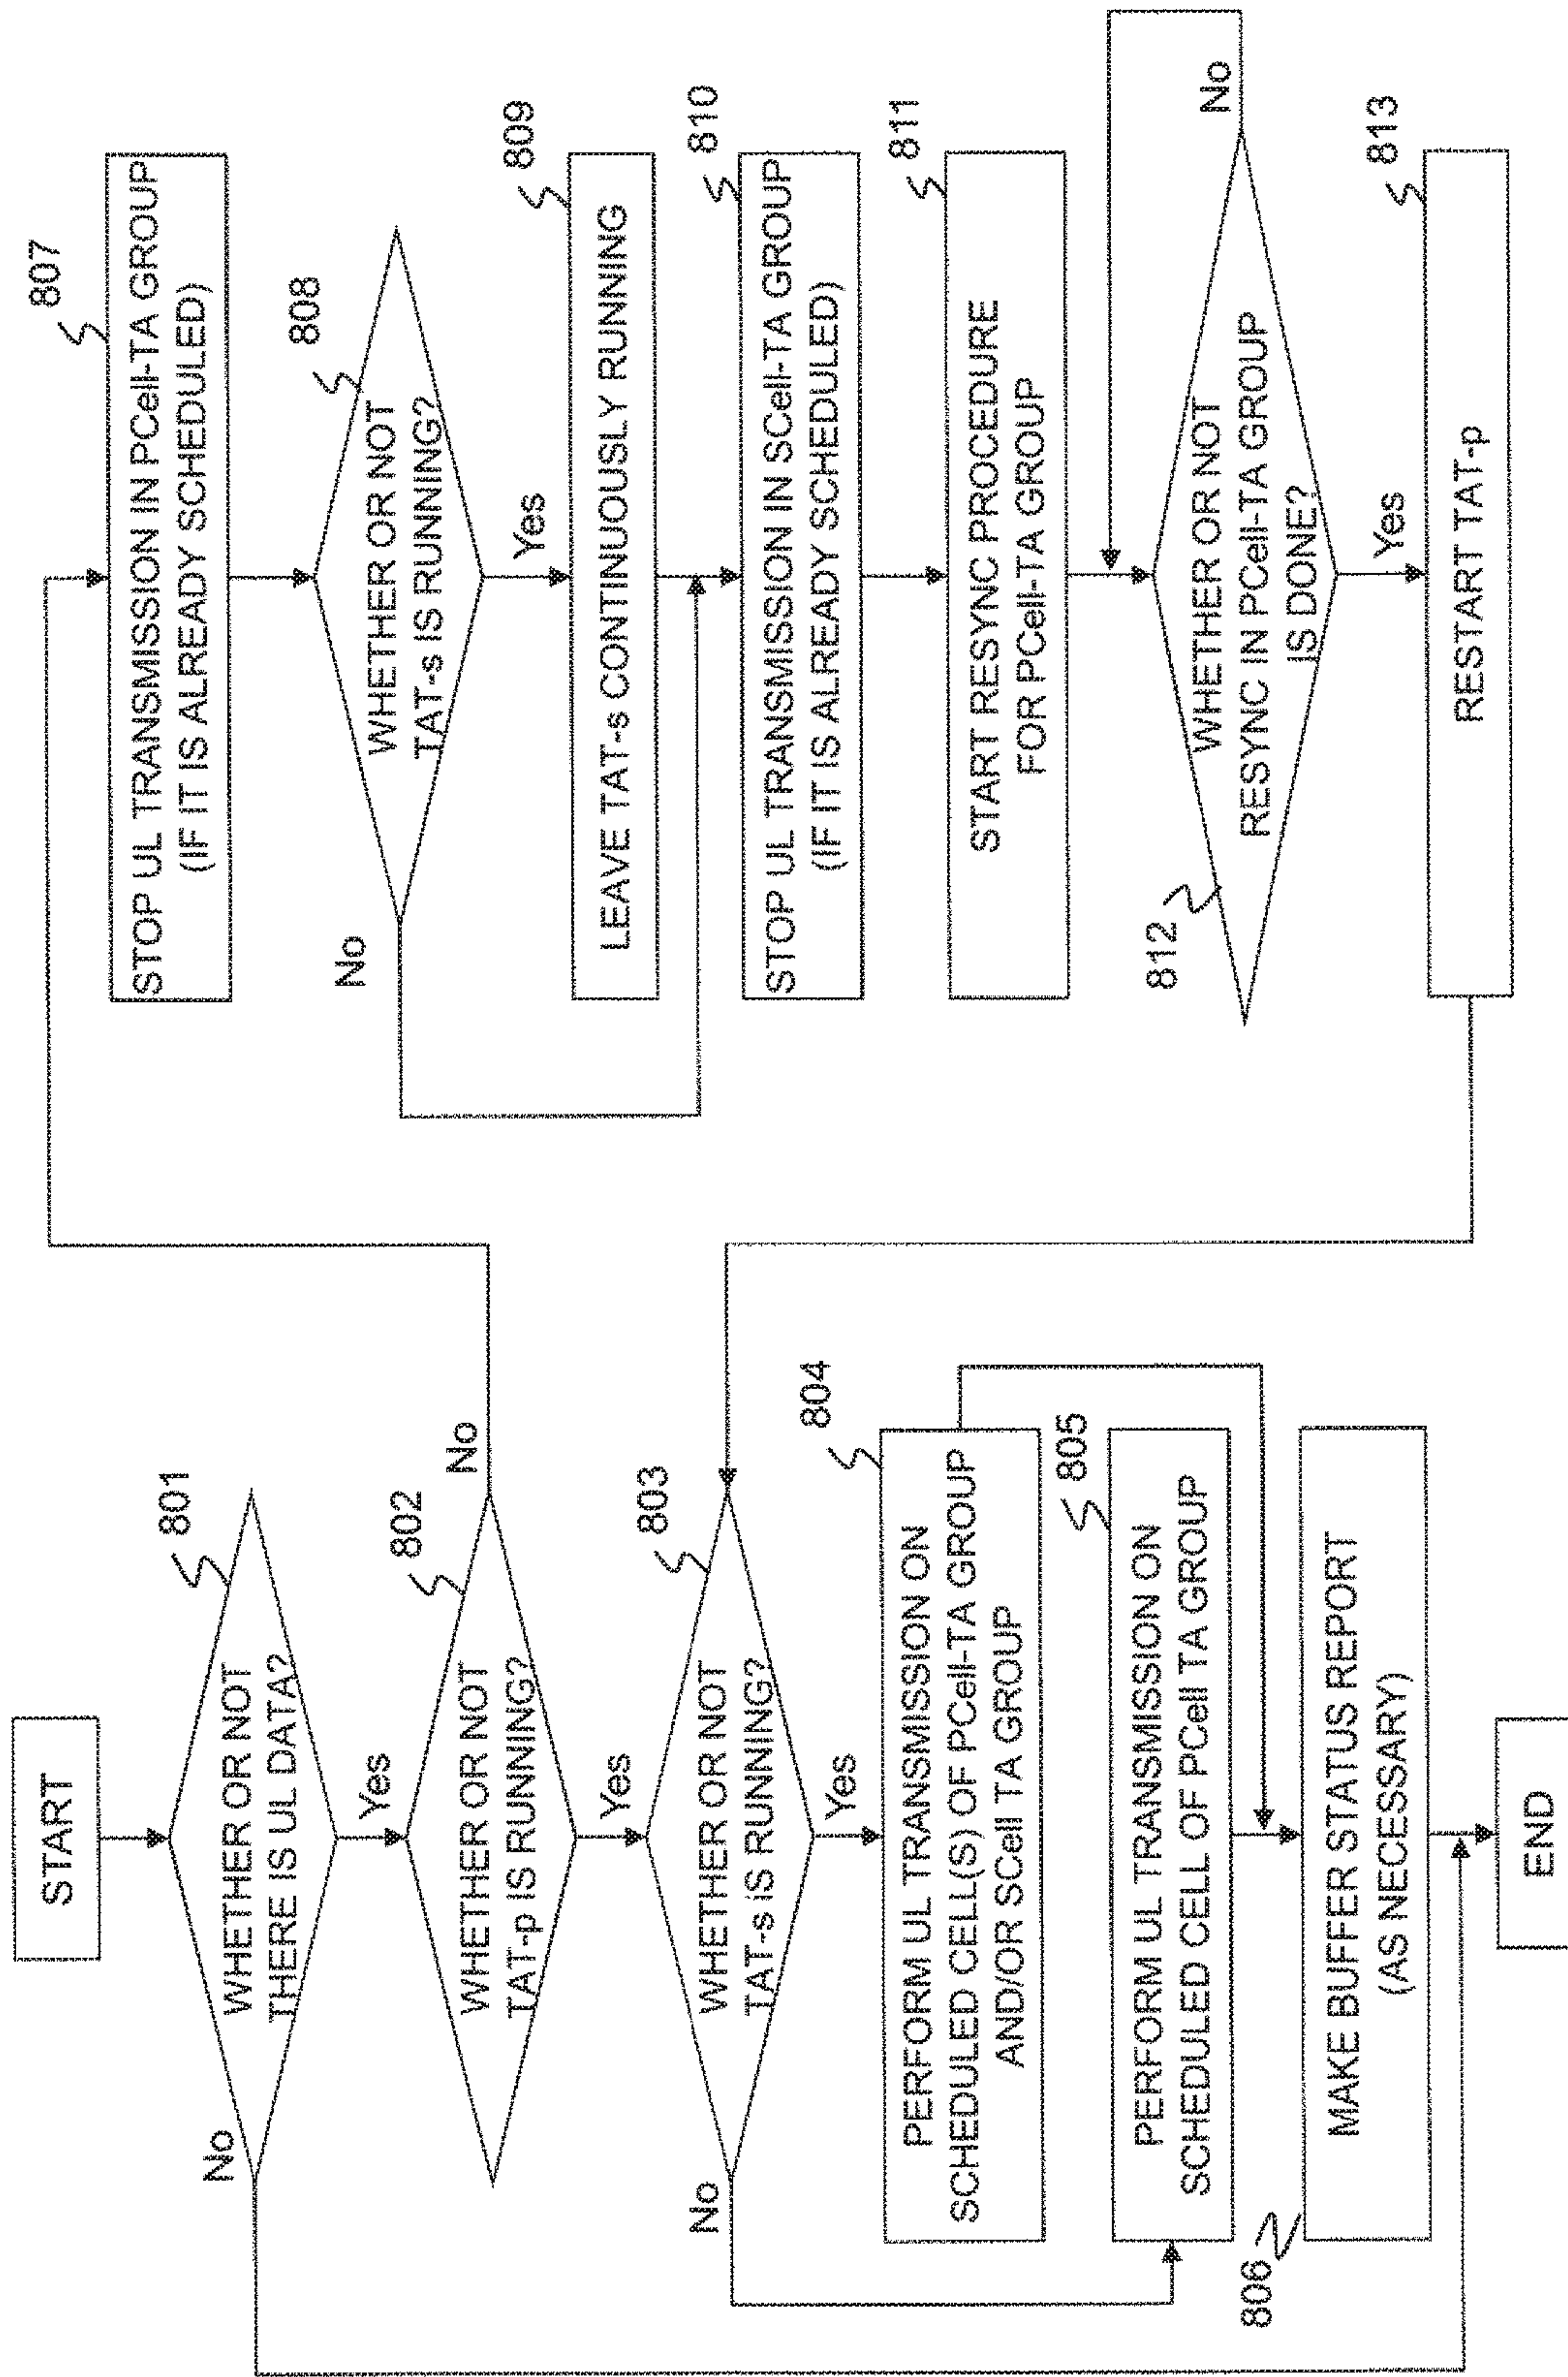 START
801
WHETHER OR NOT
THERE IS UL DATA?
No
Yes
802
WHETHER OR NOT
TAT-p IS RUNNING?
No
Yes
803
WHETHER OR NOT
TAT-s iS RUNNING?
No
Yes
804
PERFORM UL TRANSMISSION ON
SCHEDULED CELL(S) OF PCell-TA GROUP
AND/OR SCell TA GROUP
805
PERFORM UL TRANSMISSION ON
SCHEDULED CELL OF PCell TA GROUP
806
MAKE BUFFER STATUS REPORT
(AS NECESSARY)
END
807
STOP UL TRANSMISSION IN PCell-TA GROUP
(IF IT IS ALREADY SCHEDULED)
808
WHETHER OR NOT
TAT-s IS RUNNING?
No
Yes
809
LEAVE TAT-s CONTINUOUSLY RUNNING
810
STOP UL TRANSMISSION IN SCell-TA GROUP
(IF IT IS ALREADY SCHEDULED)
811
START RESYNC PROCEDURE
FOR PCell-TA GROUP
812
WHETHER OR NOT
RESYNC IN PCell-TA GROUP
IS DONE?
No
Yes
813
RESTART TAT-p